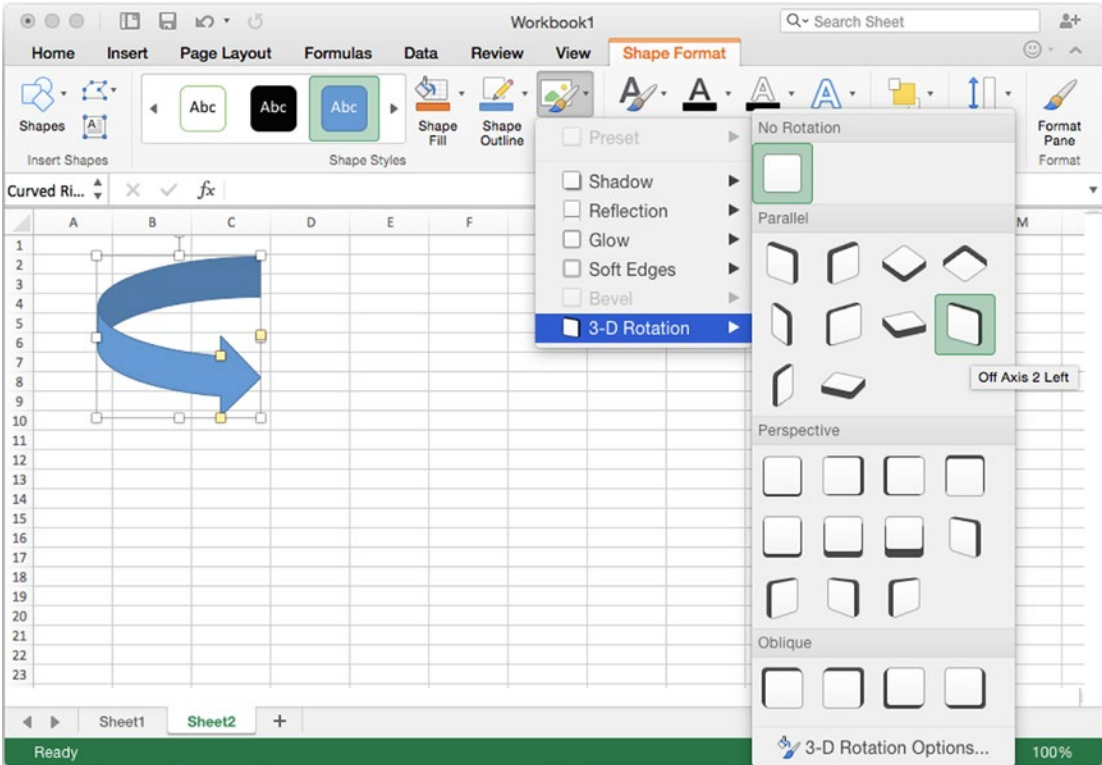 Workbook1
Search Sheet
Home Insert Page Layout Formulas Data Review View Shape Format
Abc Abc Abc
Shapes
Shape Fill
Shape Outline
Format Pane
Insert Shapes Shape Styles Format
A A A A
Preset
Shadow
Reflection
Glow
Soft Edges
Bevel
3-D Rotation
No Rotation
Parallel
Off Axis 2 Left
Perspective
Oblique
3-D Rotation Options...
Curved Ri... fx
A B C D E F M
1
2
3
4
5
6
7
8
9
10
11
12
13
14
15
16
17
18
19
20
21
22
23
Sheet1 Sheet2 +
Ready 100%